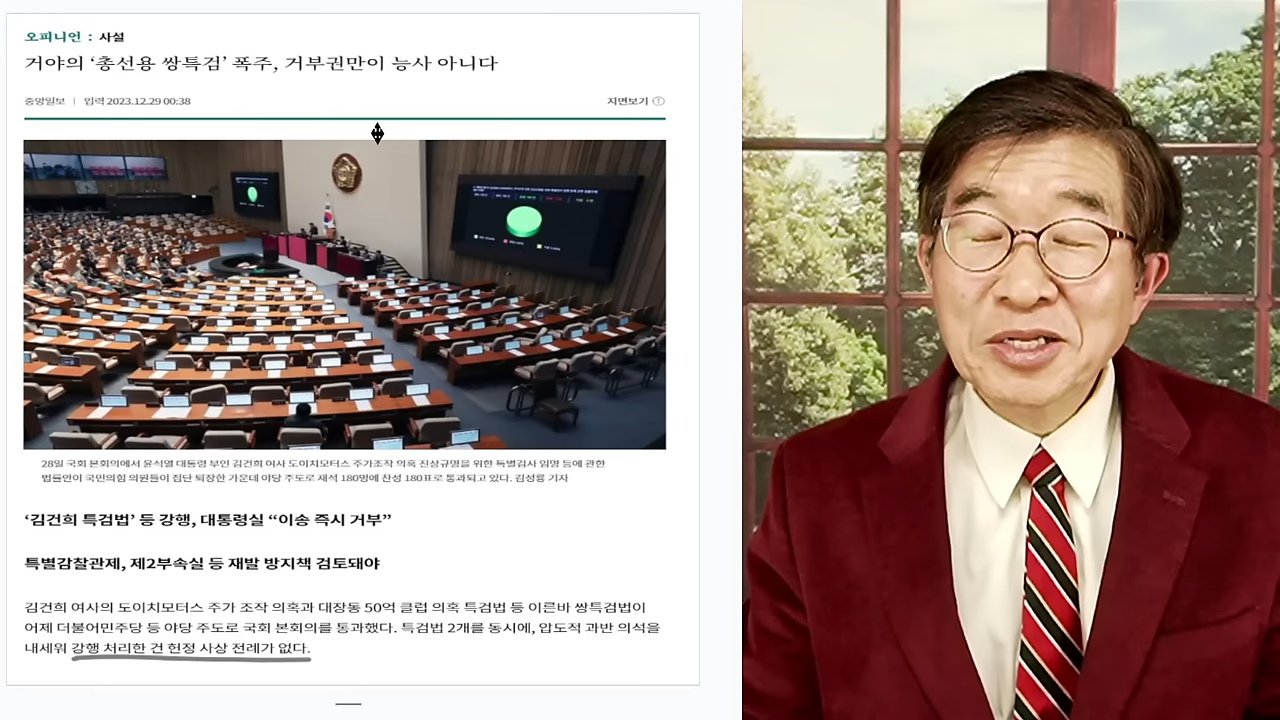 오피니언 : 사설
거야의 ‘총선용 쌍특검’ 폭주, 거부권만이 능사 아니다
중앙일보 | 입력 2023.12.29 00:38 지면보기
28일 국회 본회의에서 윤석열 대통령 부인 김건희 여사 도이치모터스 주가조작 의혹 진상규명을 위한 특별검사 임명 등에 관한
법률안이 국민의힘 의원들이 집단 퇴장한 가운데 야당 주도로 재석 180명에 찬성 180표로 통과되고 있다. 김성룡 기자
‘김건희 특검법’ 등 강행, 대통령실 “이송 즉시 거부”
특별감찰관제, 제2부속실 등 재발 방지책 검토돼야
김건희 여사의 도이치모터스 주가 조작 의혹과 대장동 50억 클럽 의혹 특검법 등 이른바 쌍특검법이
어제 더불어민주당 등 야당 주도로 국회 본회의를 통과했다. 특검법 2개를 동시에, 압도적 과반 의석을
내세워 강행 처리한 건 헌정 사상 전례가 없다.